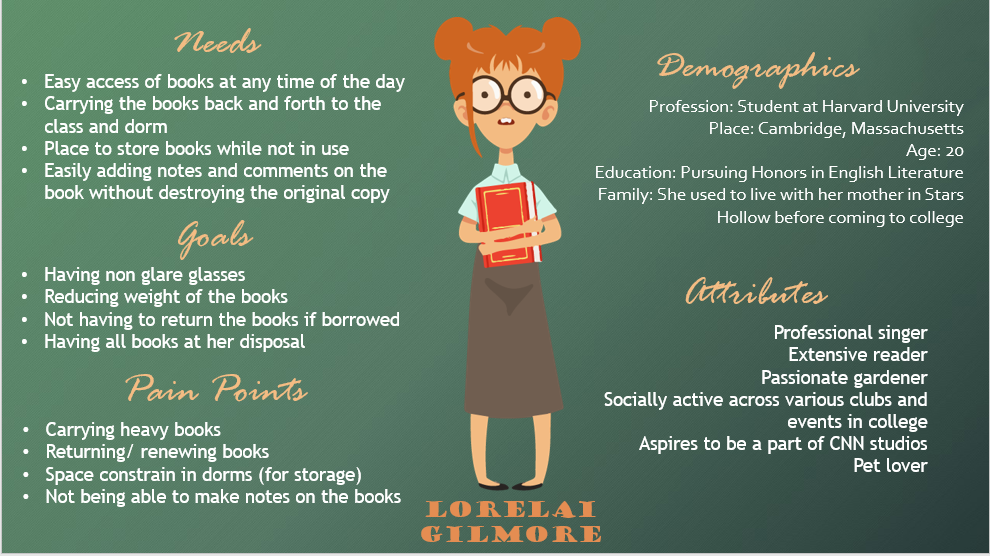 Needs
• Easy access of books at any time of the day
• Carrying the books back and forth to the
class and dorm
• Place to store books while not in use
• Easily adding notes and comments on the
book without destroying the original copy
Goals
• Having non glare glasses
• Reducing weight of the books
• Not having to return the books if borrowed
• Having all books at her disposal
Pain Points
• Carrying heavy books
• Returning/ renewing books
• Space constrain in dorms (for storage)
• Not being able to make notes on the books
Demographics
Profession: Student at Harvard University
Place: Cambridge, Massachusetts
Age: 20
Education: Pursuing Honors in English Literature
Family: She used to live with her mother in Stars
Hollow before coming to college
Attributes
Professional singer
Extensive reader
Passionate gardener
Socially active across various clubs and
events in college
Aspires to be a part of CNN studios
Pet lover
LORELAI
GILMORE